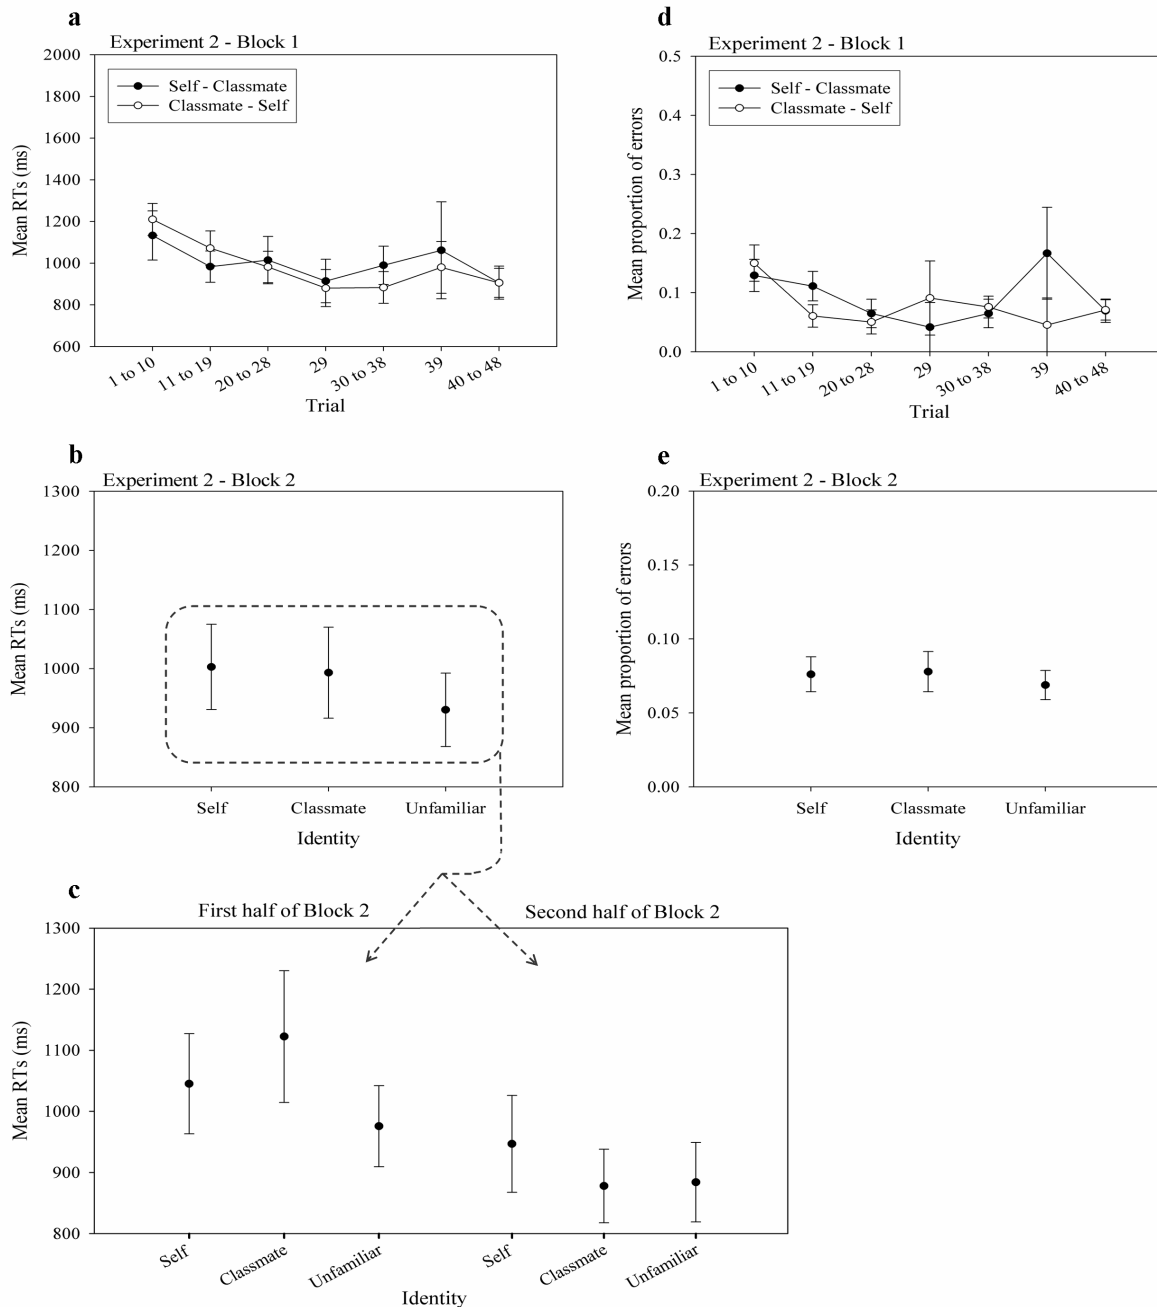 a
Experiment 2 - Block 1
2000
1800
1600
1400
1200
1000
800
600
Mean RTs (ms)
Self - Classmate
Classmate - Self
1 to 10
11 to 19
20 to 28
29
30 to 38
39
40 to 48
Trial
d
Experiment 2 - Block 1
0.5
0.4
0.3
0.2
0.1
0.0
Mean proportion of errors
Self - Classmate
Classmate - Self
1 to 10
11 to 19
20 to 28
29
30 to 38
39
40 to 48
Trial
b
Experiment 2 - Block 2
1300
1200
1100
1000
900
800
Mean RTs (ms)
Self
Classmate
Unfamiliar
Identity
e
Experiment 2 - Block 2
0.20
0.15
0.10
0.05
0.00
Mean proportion of errors
Self
Classmate
Unfamiliar
Identity
c
First half of Block 2
Second half of Block 2
1300
1200
1100
1000
900
800
Mean RTs (ms)
Self
Classmate
Unfamiliar
Self
Classmate
Unfamiliar
Identity